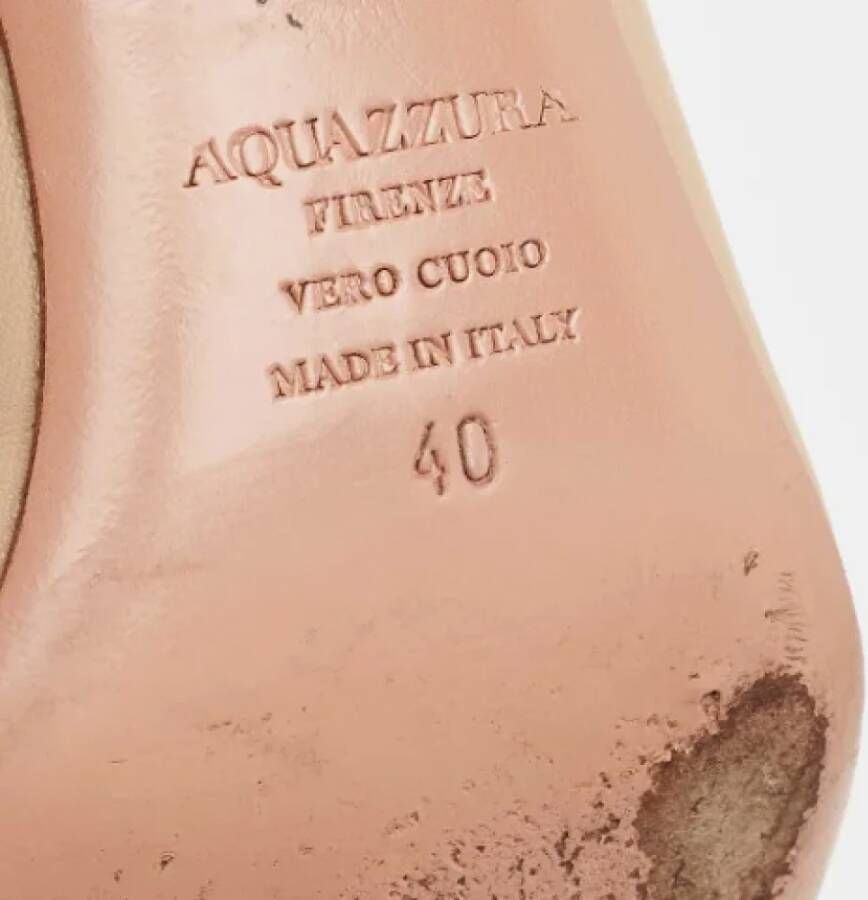 AQUAZZURA
FIRENZE
VERO CUOIO
MADE IN ITALY
40